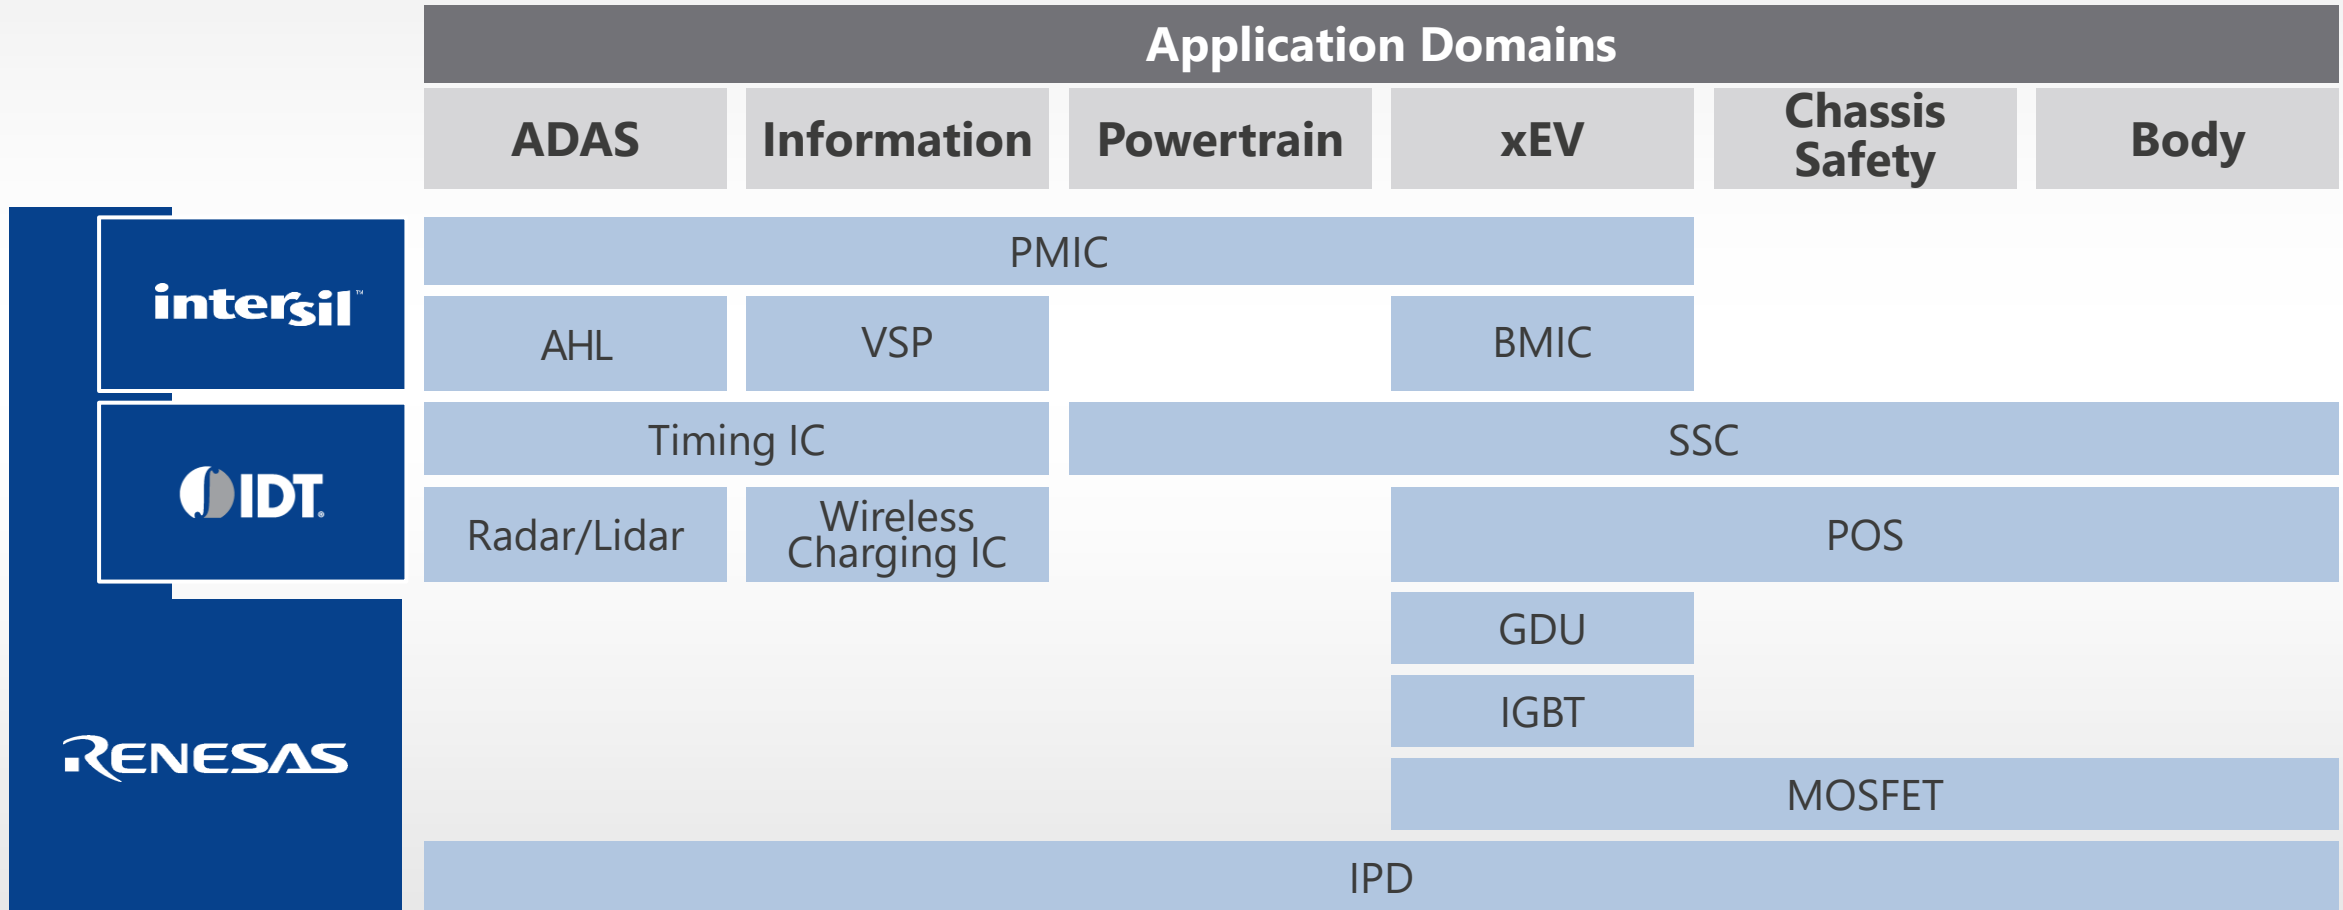 Application Domains
ADAS
Information
Powertrain
xEV
Chassis
Safety
Body
intersil™
PMIC
AHL
VSP
BMIC
IDT®
Timing IC
SSC
Radar/Lidar
Wireless
Charging IC
POS
RENESAS
GDU
IGBT
MOSFET
IPD